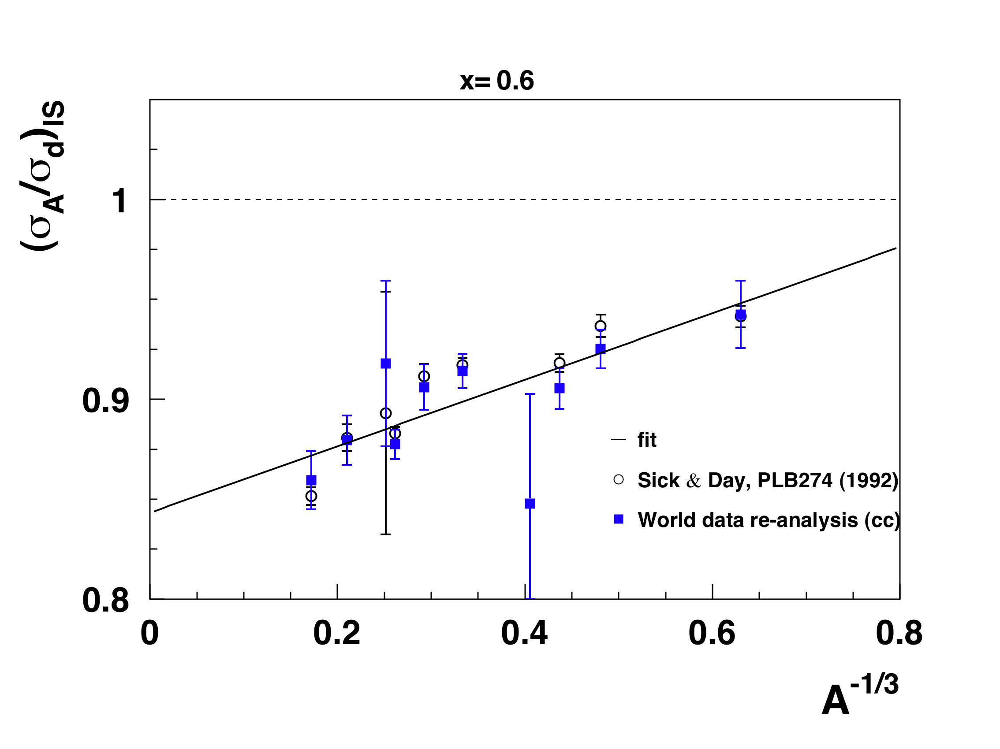 x= 0.6
(σA/σd)IS
1
0.9
0.8
0 0.2 0.4 0.6 0.8
A-1/3
fit
Sick & Day, PLB274 (1992)
World data re-analysis (cc)